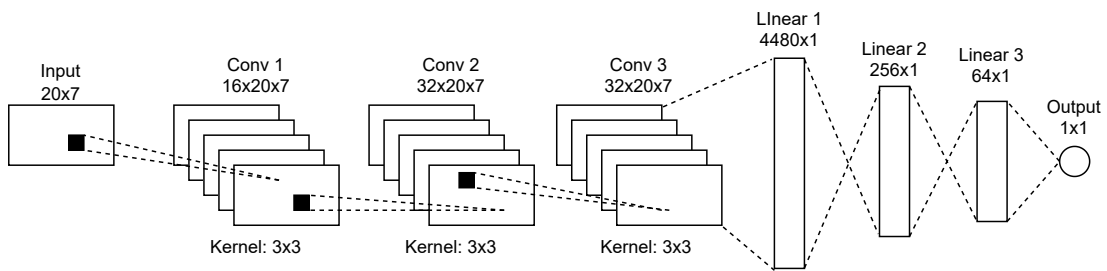 Input
20x7
Conv 1
16x20x7
Kernel: 3x3
Conv 2
32x20x7
Kernel: 3x3
Conv 3
32x20x7
Kernel: 3x3
LInear 1
4480x1
Linear 2
256x1
Linear 3
64x1
Output
1x1